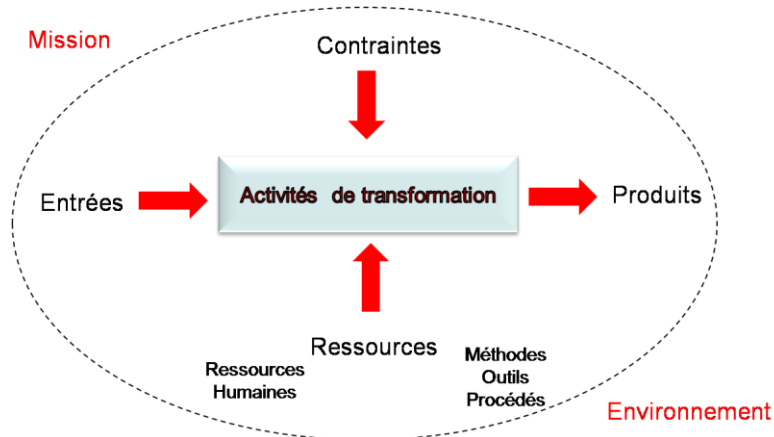 Mission
Contraintes
Entrées
Activités de transformation
Produits
Ressources
Ressources
Humaines
Méthodes
Outils
Procédés
Environnement